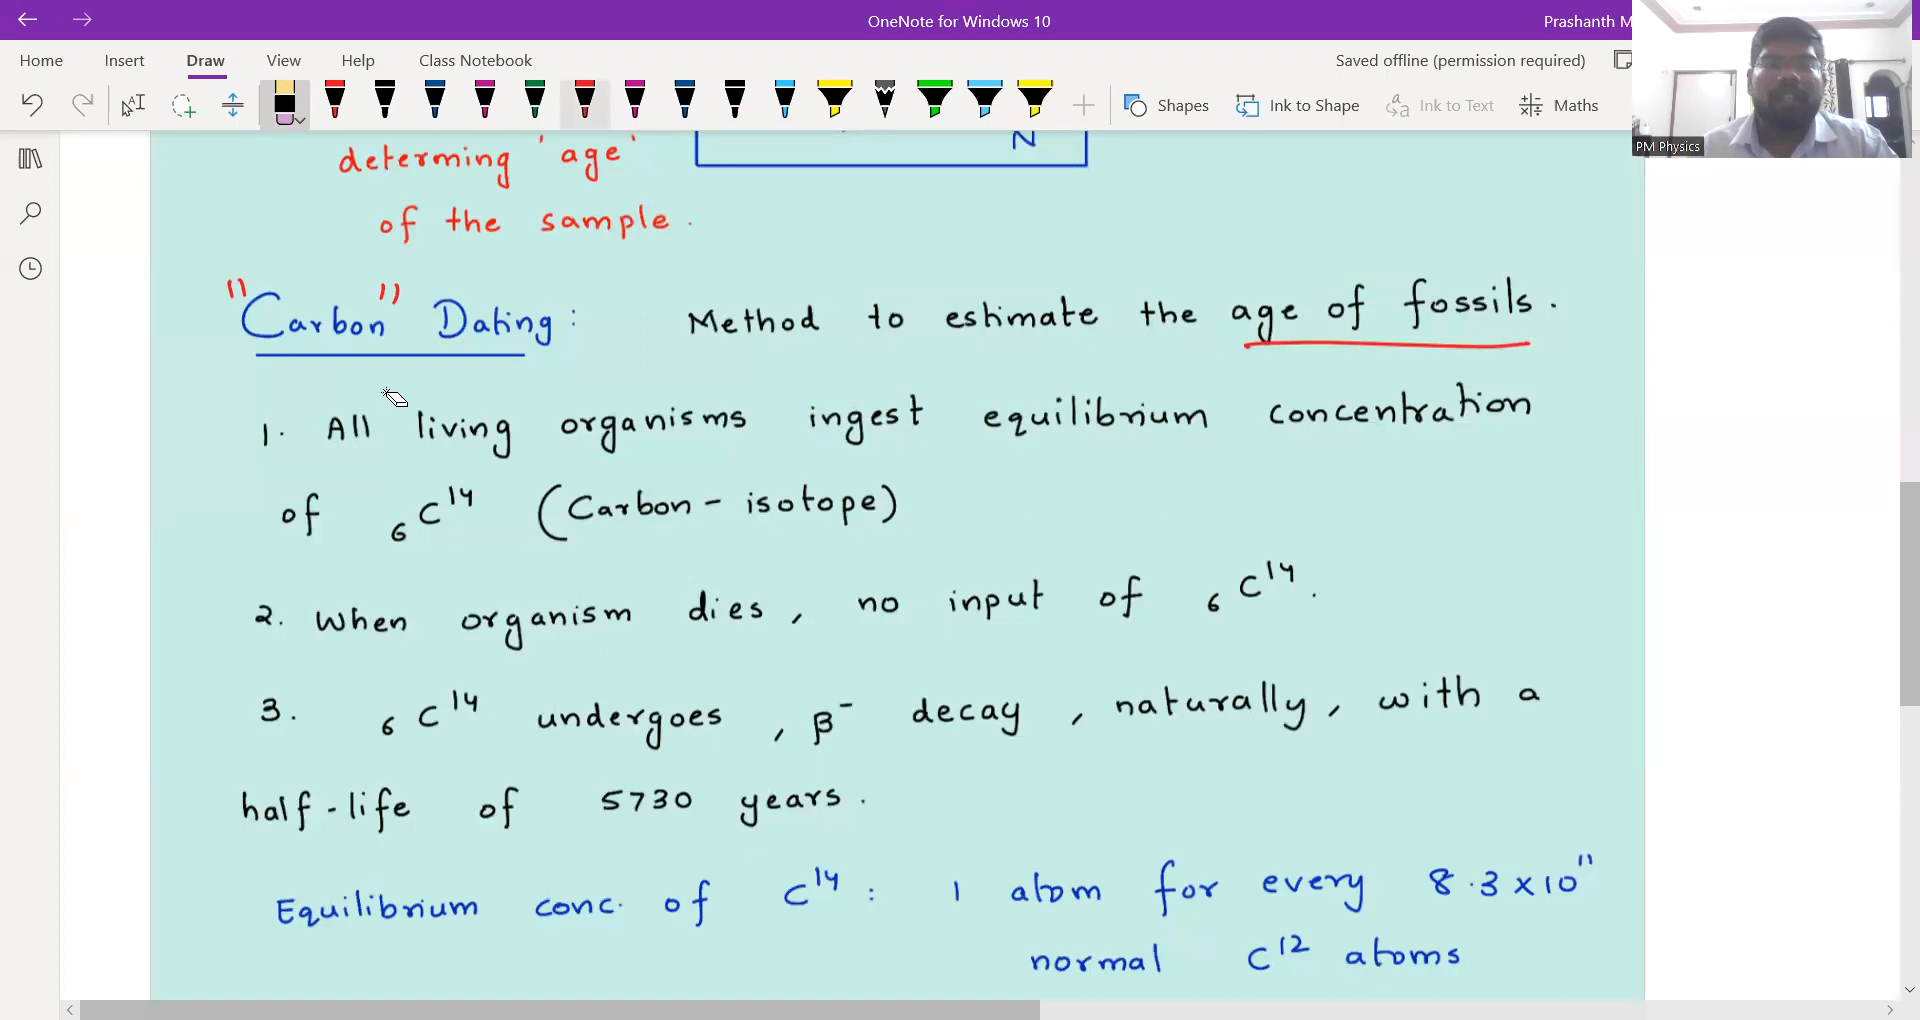 OneNote for Windows 10
Prashanth M
Home Insert Draw View Help Class Notebook
Saved offline (permission required)
Shapes Ink to Shape Ink to Text Maths
PM Physics
determing 'age'
N
of the sample.
"Carbon" Dating: Method to estimate the age of fossils.
1. All living organisms ingest equilibrium concentration
of ₆C¹⁴ (Carbon-isotope)
2. When organism dies, no input of ₆C¹⁴.
3. ₆C¹⁴ undergoes, β⁻ decay, naturally, with a
half-life of 5730 years.
Equilibrium conc. of C¹⁴: 1 atom for every 8.3×10¹¹
normal C¹² atoms